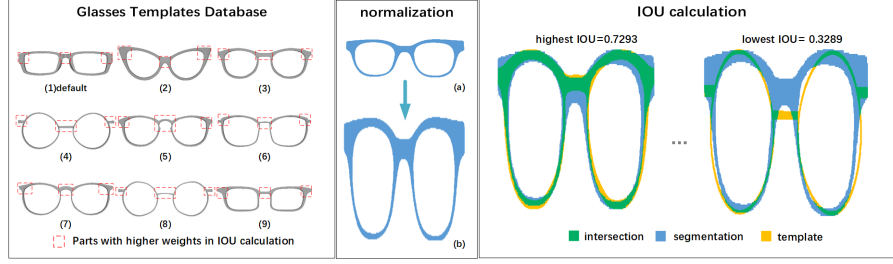 Glasses Templates Database
(1)default
(2)
(3)
(4)
(5)
(6)
(7)
(8)
(9)
Parts with higher weights in IOU calculation
normalization
(a)
(b)
IOU calculation
highest IOU=0.7293
lowest IOU= 0.3289
...
intersection
segmentation
template